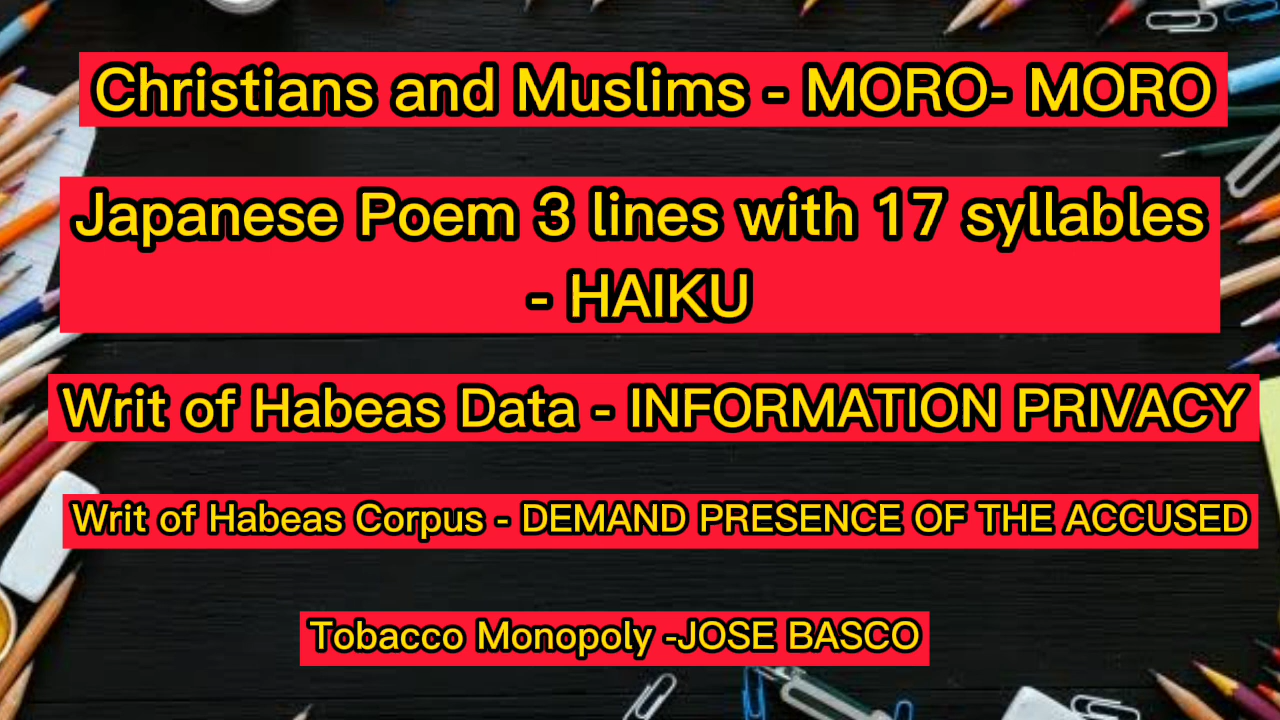 Christians and Muslims - MORO- MORO
Japanese Poem 3 lines with 17 syllables
- HAIKU
Writ of Habeas Data - INFORMATION PRIVACY
Writ of Habeas Corpus - DEMAND PRESENCE OF THE ACCUSED
Tobacco Monopoly -JOSE BASCO